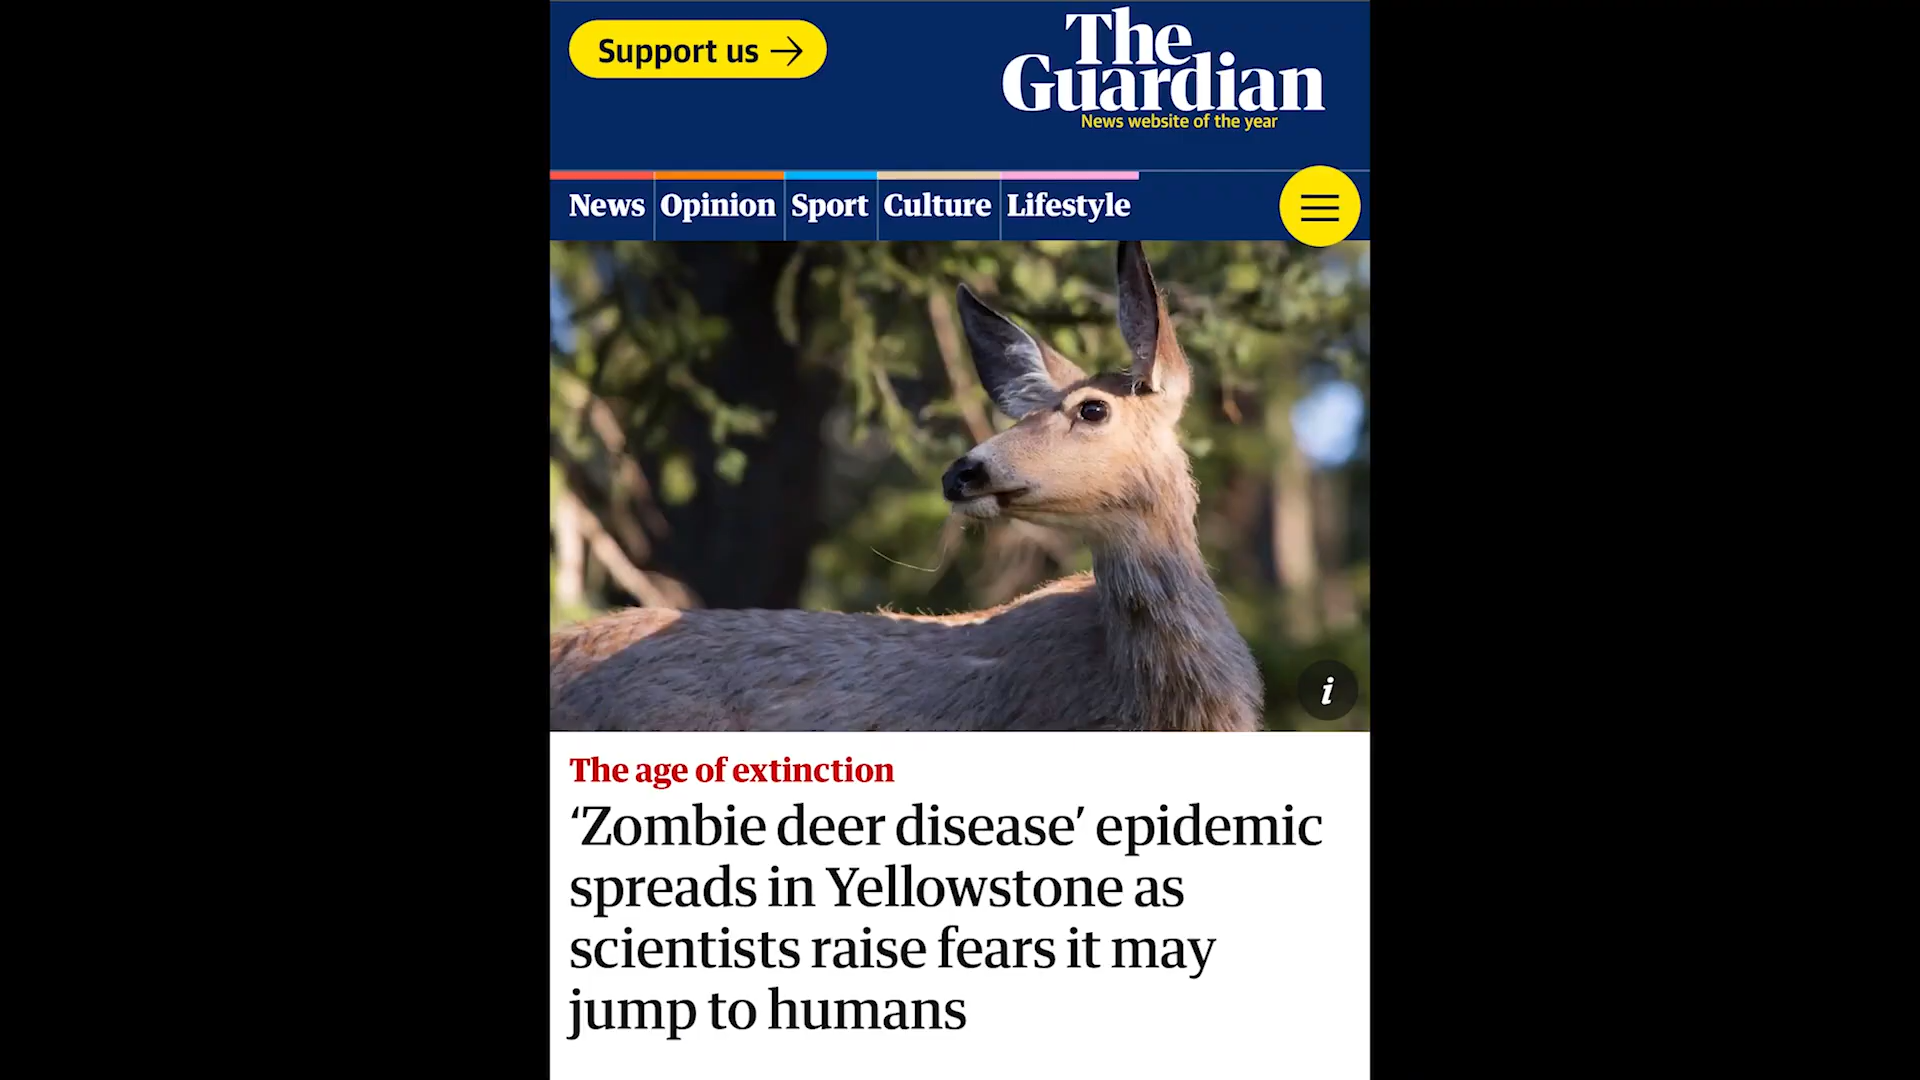 Support us
The
Guardian
News website of the year
News Opinion Sport Culture Lifestyle
i
The age of extinction
‘Zombie deer disease’ epidemic
spreads in Yellowstone as
scientists raise fears it may
jump to humans